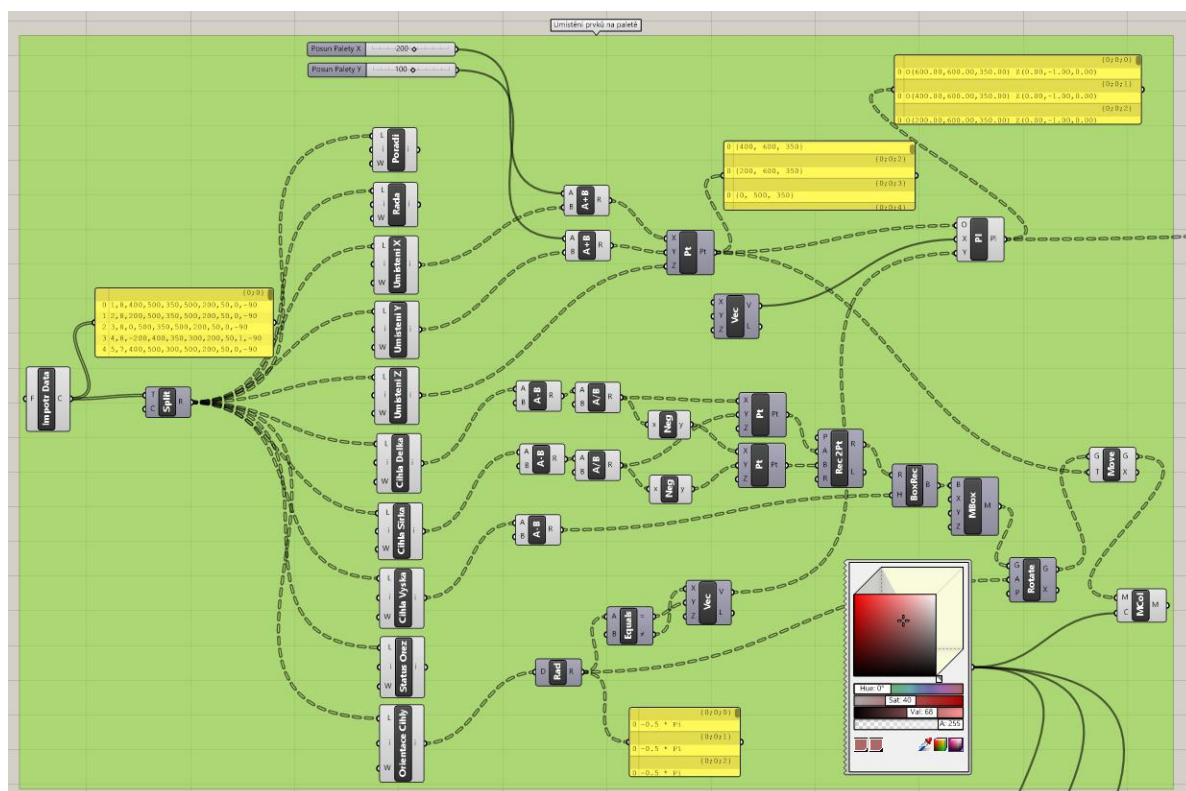 Umístění prvků na paletě
Posun Palety X 200
Posun Palety Y 100
{0;0;0}
0 O(600.00,600.00,350.00) Z(0.00,-1.00,0.00)
{0;0;1}
0 O(400.00,600.00,350.00) Z(0.00,-1.00,0.00)
{0;0;2}
0 O(200.00,600.00,350.00) Z(0.00,-1.00,0.00)
0 {400, 600, 350}
{0;0;2}
0 {200, 600, 350}
{0;0;3}
0 {0, 500, 350}
{0;0;4}
L i W Poradi
L i W Rada
L i W Umisteni X
L i W Umisteni Y
L i W Umisteni Z
L i W Cihla Delka
L i W Cihla Sirka
L i W Cihla Vyska
L i W Status Orez
L i W Orientace Cihly
A B A+B R
A B A+B R
X Y Z Pt Pt
O X Y Pl Pl
X Y Z Vec V L
{0;0}
0 1,8,400,500,350,500,200,50,0,-90
1 2,8,200,500,350,500,200,50,0,-90
2 3,8,0,500,350,500,200,50,0,-90
3 4,8,-200,400,350,300,200,50,1,-90
4 5,7,400,500,300,500,200,50,0,-90
F Impotr Data C
T C Split R
A B A-B R
A B A/B R
x Neg y
X Y Z Pt Pt
A B A-B R
A B A/B R
x Neg y
X Y Z Pt Pt
P A B R Rec 2Pt R L
A B A-B R
R H BoxRec B
B X Y Z MBox M
G T Move G X
G A P Rotate G X
M C MCol M
D Rad R
A B Equals = ≠
X Y Z Vec V L
{0;0;0}
0 -0.5 * Pi
{0;0;1}
0 -0.5 * Pi
{0;0;2}
0 -0.5 * Pi
Hue: 0°
Sat: 40
Val: 68
A: 255